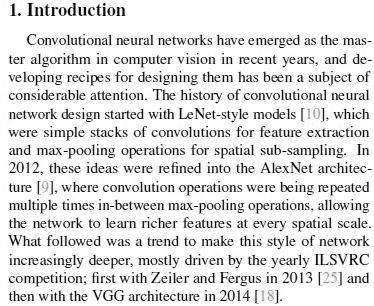 1. Introduction
Convolutional neural networks have emerged as the mas-
ter algorithm in computer vision in recent years, and de-
veloping recipes for designing them has been a subject of
considerable attention. The history of convolutional neural
network design started with LeNet-style models [10], which
were simple stacks of convolutions for feature extraction
and max-pooling operations for spatial sub-sampling. In
2012, these ideas were refined into the AlexNet architec-
ture [9], where convolution operations were being repeated
multiple times in-between max-pooling operations, allowing
the network to learn richer features at every spatial scale.
What followed was a trend to make this style of network
increasingly deeper, mostly driven by the yearly ILSVRC
competition; first with Zeiler and Fergus in 2013 [25] and
then with the VGG architecture in 2014 [18].